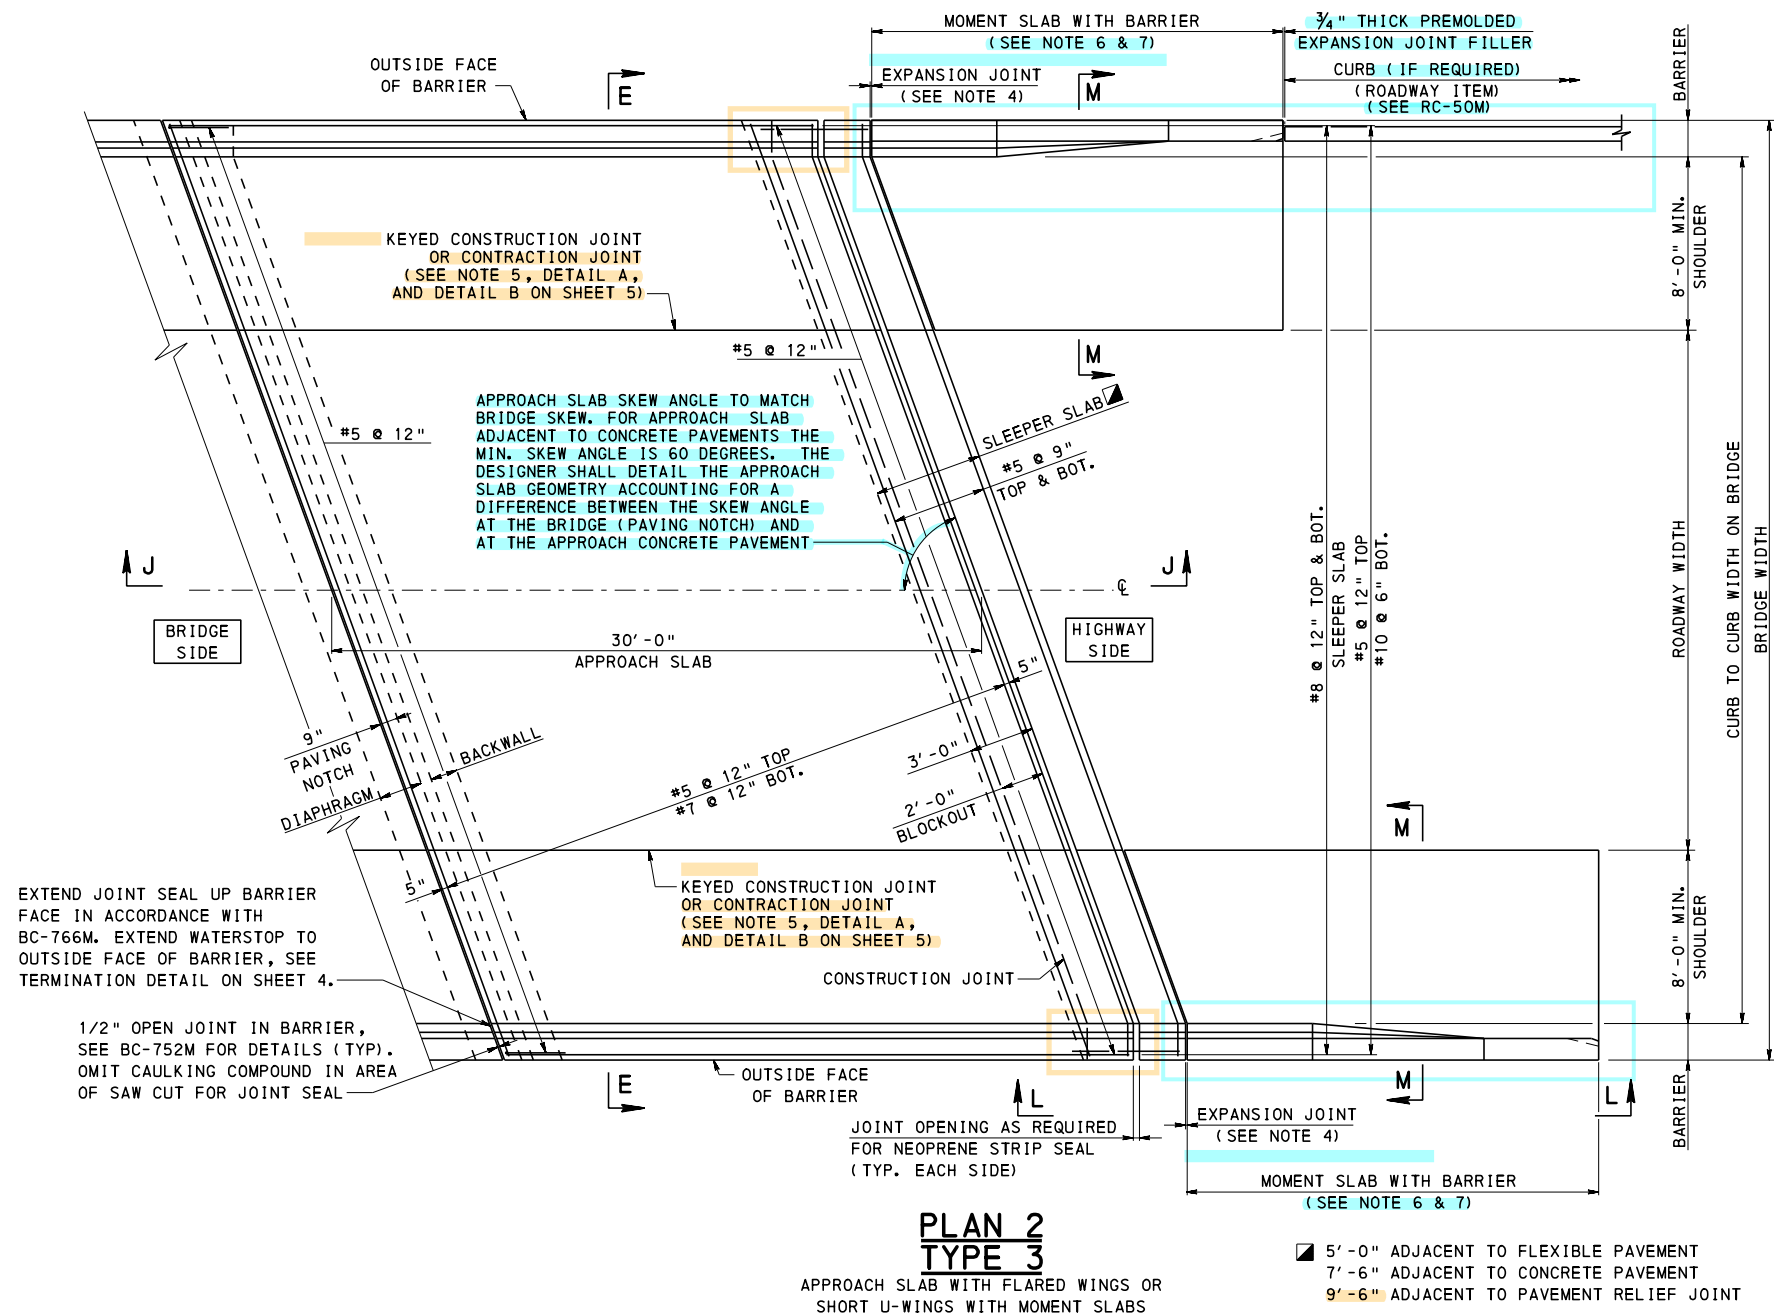 MOMENT SLAB WITH BARRIER
(SEE NOTE 6 & 7)
3/4" THICK PREMOLDED
EXPANSION JOINT FILLER
CURB (IF REQUIRED)
(ROADWAY ITEM)
(SEE RC-50M)
BARRIER
OUTSIDE FACE
OF BARRIER
E
EXPANSION JOINT
(SEE NOTE 4)
M
KEYED CONSTRUCTION JOINT
OR CONTRACTION JOINT
(SEE NOTE 5, DETAIL A,
AND DETAIL B ON SHEET 5)
8'-0" MIN.
SHOULDER
#5 @ 12"
M
APPROACH SLAB SKEW ANGLE TO MATCH
BRIDGE SKEW. FOR APPROACH SLAB
ADJACENT TO CONCRETE PAVEMENTS THE
MIN. SKEW ANGLE IS 60 DEGREES. THE
DESIGNER SHALL DETAIL THE APPROACH
SLAB GEOMETRY ACCOUNTING FOR A
DIFFERENCE BETWEEN THE SKEW ANGLE
AT THE BRIDGE (PAVING NOTCH) AND
AT THE APPROACH CONCRETE PAVEMENT
#5 @ 12"
SLEEPER SLAB
#5 @ 9"
TOP & BOT.
J
J
℄
BRIDGE
SIDE
30'-0"
APPROACH SLAB
HIGHWAY
SIDE
#8 @ 12" TOP & BOT.
SLEEPER SLAB
#5 @ 12" TOP
#10 @ 6" BOT.
ROADWAY WIDTH
CURB TO CURB WIDTH ON BRIDGE
BRIDGE WIDTH
5"
9"
PAVING
NOTCH
DIAPHRAGM
BACKWALL
#5 @ 12" TOP
#7 @ 12" BOT.
3'-0"
2'-0"
BLOCKOUT
M
5"
KEYED CONSTRUCTION JOINT
OR CONTRACTION JOINT
(SEE NOTE 5, DETAIL A,
AND DETAIL B ON SHEET 5)
8'-0" MIN.
SHOULDER
EXTEND JOINT SEAL UP BARRIER
FACE IN ACCORDANCE WITH
BC-766M. EXTEND WATERSTOP TO
OUTSIDE FACE OF BARRIER, SEE
TERMINATION DETAIL ON SHEET 4.
CONSTRUCTION JOINT
1/2" OPEN JOINT IN BARRIER,
SEE BC-752M FOR DETAILS (TYP).
OMIT CAULKING COMPOUND IN AREA
OF SAW CUT FOR JOINT SEAL
E
OUTSIDE FACE
OF BARRIER
L
M
L
BARRIER
JOINT OPENING AS REQUIRED
FOR NEOPRENE STRIP SEAL
(TYP. EACH SIDE)
EXPANSION JOINT
(SEE NOTE 4)
MOMENT SLAB WITH BARRIER
(SEE NOTE 6 & 7)
PLAN 2
TYPE 3
APPROACH SLAB WITH FLARED WINGS OR
SHORT U-WINGS WITH MOMENT SLABS
5'-0" ADJACENT TO FLEXIBLE PAVEMENT
7'-6" ADJACENT TO CONCRETE PAVEMENT
9'-6" ADJACENT TO PAVEMENT RELIEF JOINT